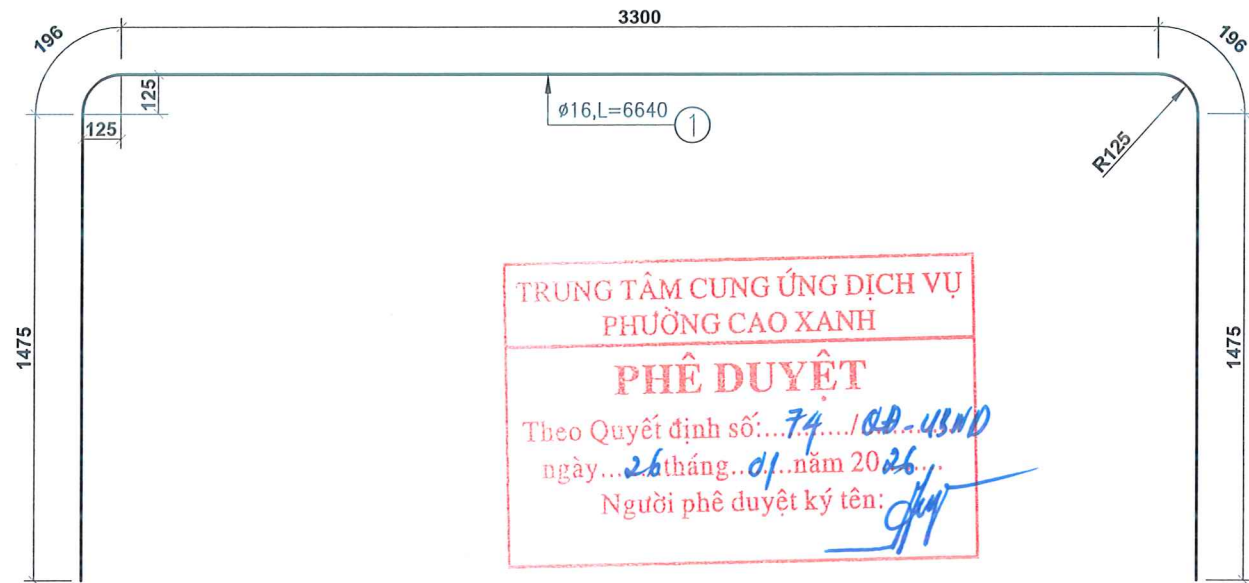 3300
196
196
125
125
ø16,L=6640
1
R125
1475
1475
TRUNG TÂM CUNG ỨNG DỊCH VỤ
PHƯỜNG CAO XANH
PHÊ DUYỆT
Theo Quyết định số:...74...../QĐ-UBND
ngày...26tháng..01..năm 2026....
Người phê duyệt ký tên: